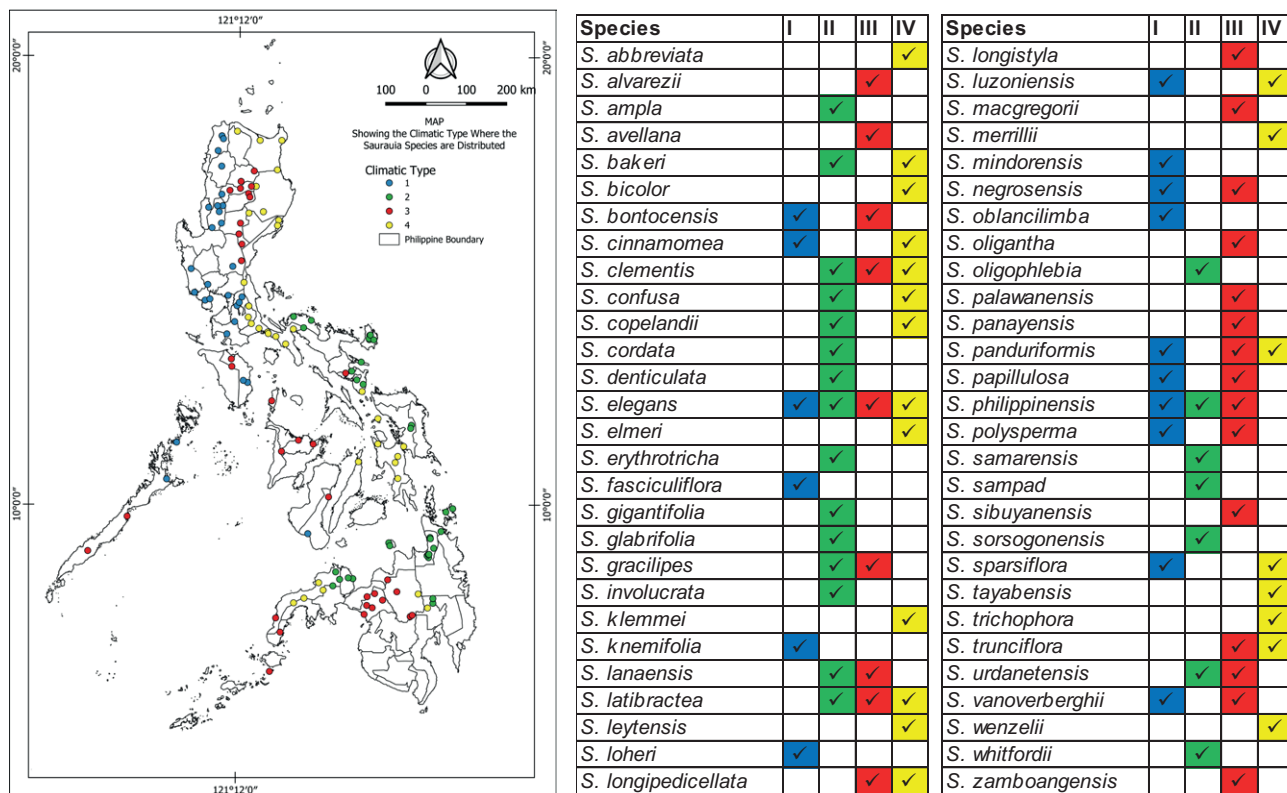 121°12'0"
20°0'0"
20°0'0"
100 0 100 200 km
MAP
Showing the Climatic Type Where the
Saurauia Species are Distributed
Climatic Type
1
2
3
4
Philippine Boundary
10°0'0"
10°0'0"
121°12'0"
Species I II III IV
S. abbreviata ✓
S. alvarezii ✓
S. ampla ✓
S. avellana ✓
S. bakeri ✓ ✓
S. bicolor ✓
S. bontocensis ✓ ✓
S. cinnamomea ✓ ✓
S. clementis ✓ ✓ ✓
S. confusa ✓ ✓
S. copelandii ✓ ✓
S. cordata ✓
S. denticulata ✓
S. elegans ✓ ✓ ✓ ✓
S. elmeri ✓
S. erythrotricha ✓
S. fasciculiflora ✓
S. gigantifolia ✓
S. glabrifolia ✓
S. gracilipes ✓ ✓
S. involucrata ✓
S. klemmei ✓
S. knemifolia ✓
S. lanaensis ✓ ✓
S. latibractea ✓ ✓ ✓
S. leytensis ✓
S. loheri ✓
S. longipedicellata ✓ ✓
Species I II III IV
S. longistyla ✓
S. luzoniensis ✓ ✓
S. macgregorii ✓
S. merrillii ✓
S. mindorensis ✓
S. negrosensis ✓ ✓
S. oblancilimba ✓
S. oligantha ✓
S. oligophlebia ✓
S. palawanensis ✓
S. panayensis ✓
S. panduriformis ✓ ✓ ✓
S. papillulosa ✓ ✓
S. philippinensis ✓ ✓ ✓
S. polysperma ✓ ✓
S. samarensis ✓
S. sampad ✓
S. sibuyanensis ✓
S. sorsogonensis ✓
S. sparsiflora ✓ ✓
S. tayabensis ✓
S. trichophora ✓
S. trunciflora ✓ ✓
S. urdanetensis ✓ ✓
S. vanoverberghii ✓ ✓
S. wenzelii ✓
S. whitfordii ✓
S. zamboangensis ✓